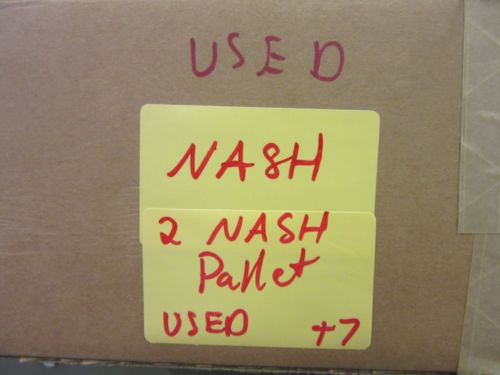 USED
NASH
2 NASH
Pallet
USED +7